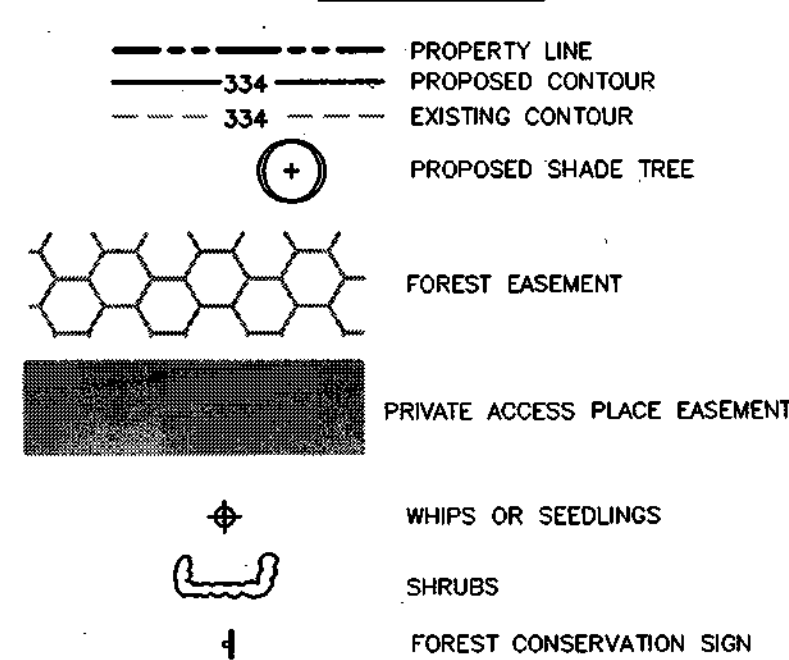 PROPERTY LINE
334 PROPOSED CONTOUR
334 EXISTING CONTOUR
PROPOSED SHADE TREE
FOREST EASEMENT
PRIVATE ACCESS PLACE EASEMENT
WHIPS OR SEEDLINGS
SHRUBS
FOREST CONSERVATION SIGN